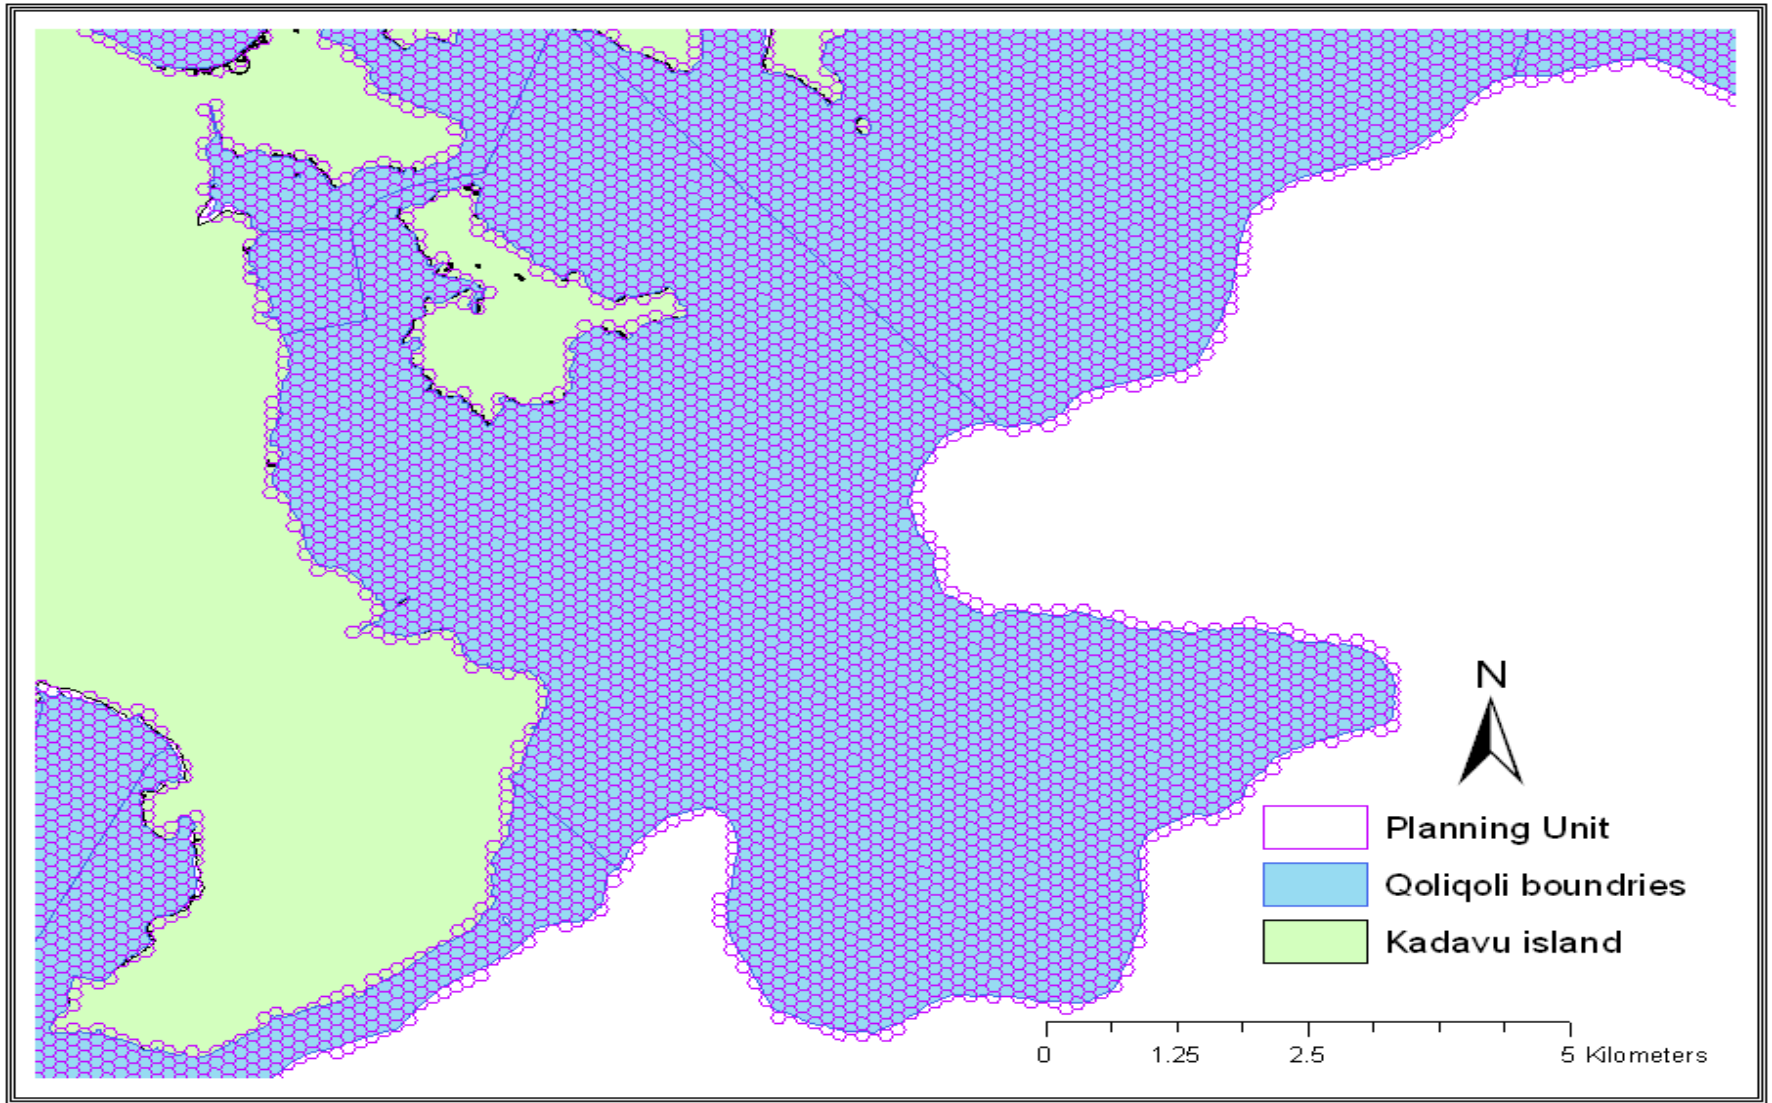 N
Planning Unit
Qoliqoli boundries
Kadavu island
0 1.25 2.5 5 Kilometers